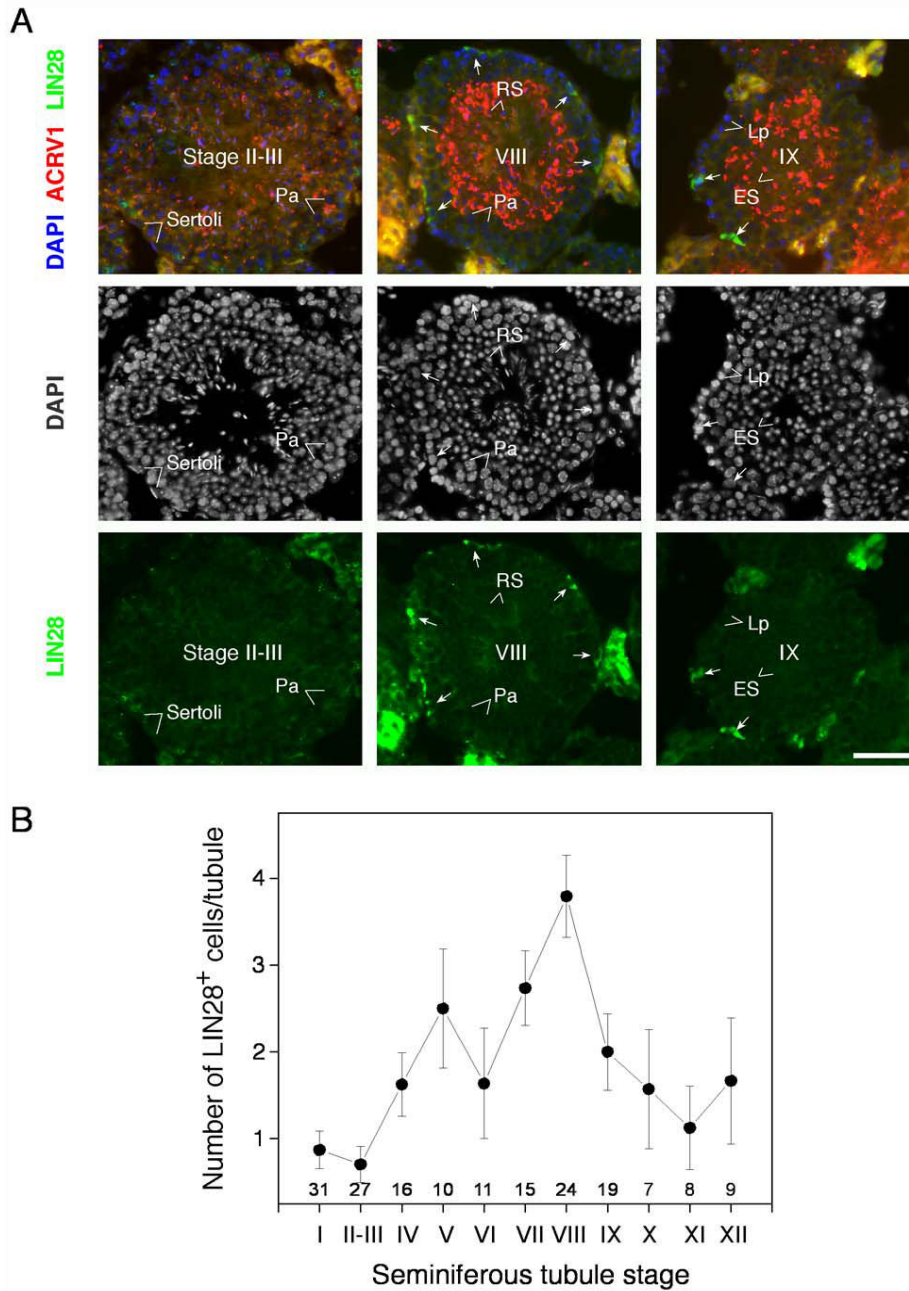 A
DAPI ACRV1 LIN28
Stage II-III
Pa
Sertoli
RS
VIII
Pa
Lp
IX
ES
DAPI
Pa
Sertoli
RS
Pa
Lp
ES
LIN28
Stage II-III
Pa
Sertoli
RS
VIII
Pa
Lp
IX
ES
B
Number of LIN28+ cells/tubule
4
3
2
1
31 27 16 10 11 15 24 19 7 8 9
I II-III IV V VI VII VIII IX X XI XII
Seminiferous tubule stage